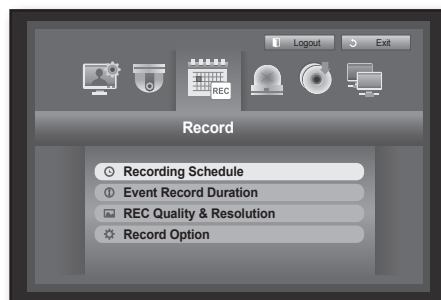 Logout
Exit
REC
Record
Recording Schedule
Event Record Duration
REC Quality & Resolution
Record Option